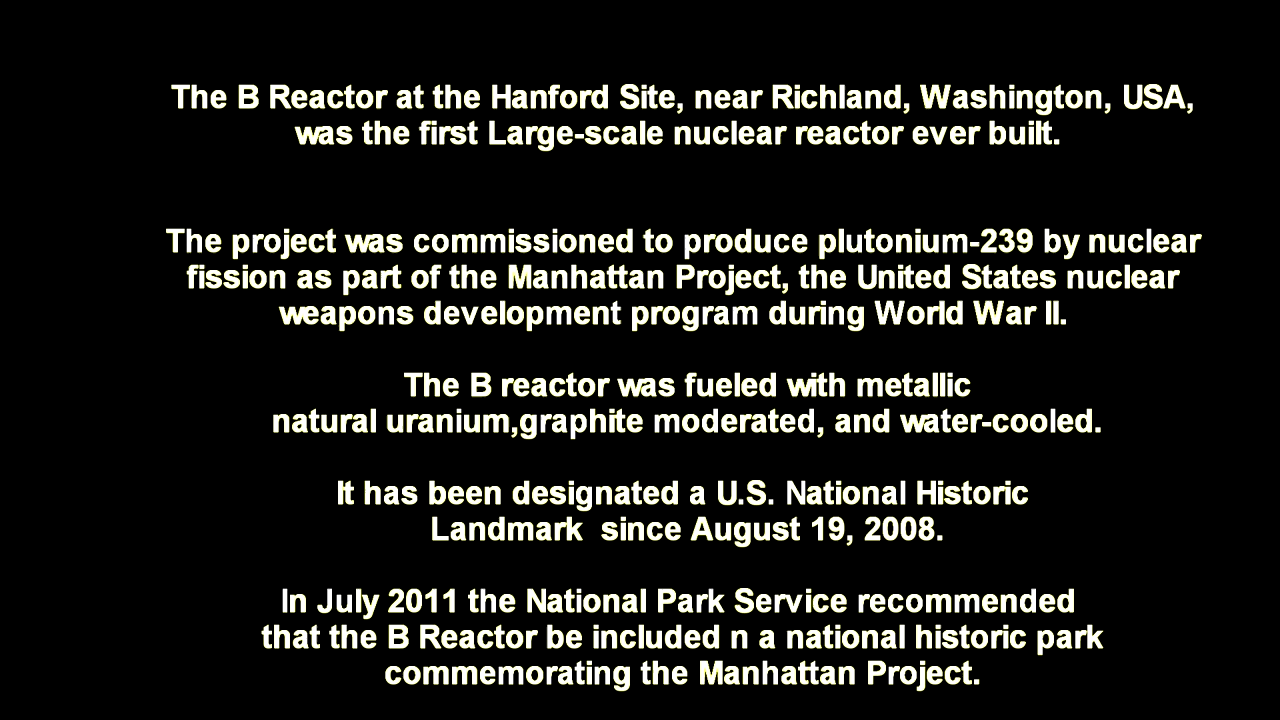 The B Reactor at the Hanford Site, near Richland, Washington, USA,
was the first Large-scale nuclear reactor ever built.
The project was commissioned to produce plutonium-239 by nuclear
fission as part of the Manhattan Project, the United States nuclear
weapons development program during World War II.
The B reactor was fueled with metallic
natural uranium,graphite moderated, and water-cooled.
It has been designated a U.S. National Historic
Landmark  since August 19, 2008.
In July 2011 the National Park Service recommended
that the B Reactor be included n a national historic park
commemorating the Manhattan Project.